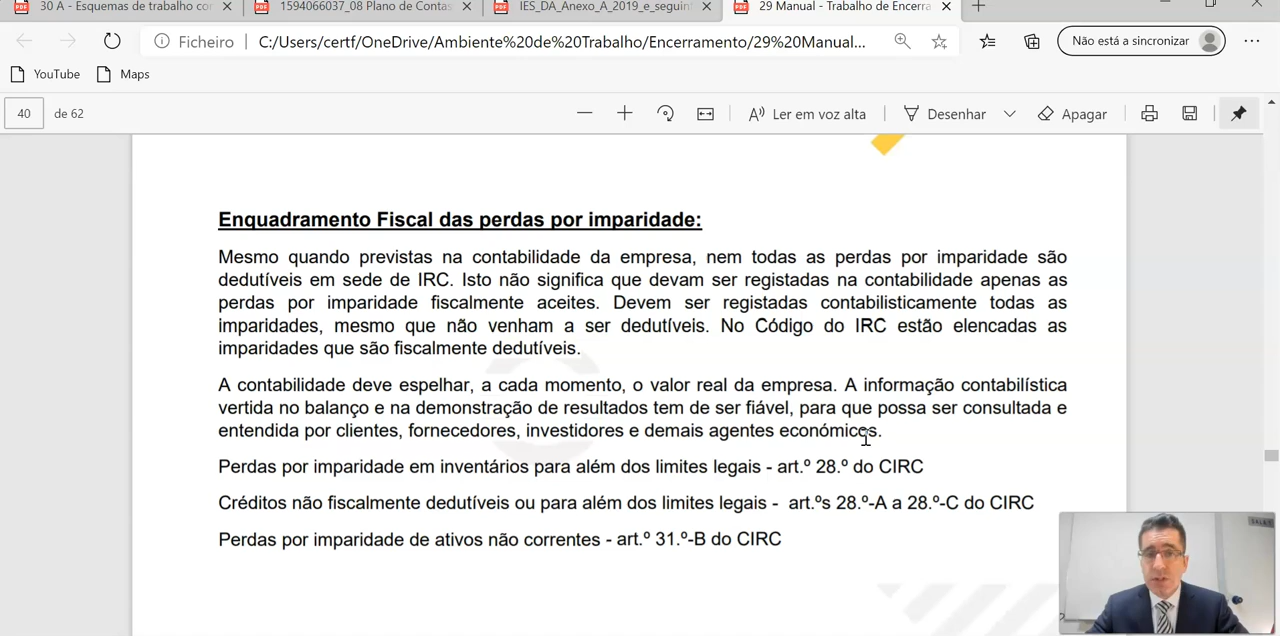 30 A - Esquemas de trabalho co
1594066037_08 Plano de Contas
IES_DA_Anexo_A_2019_e_seguin
29 Manual - Trabalho de Encerra
Ficheiro
C:/Users/certf/OneDrive/Ambiente%20de%20Trabalho/Encerramento/29%20Manual...
Não está a sincronizar
YouTube
Maps
40 de 62
Ler em voz alta
Desenhar
Apagar
Enquadramento Fiscal das perdas por imparidade:
Mesmo quando previstas na contabilidade da empresa, nem todas as perdas por imparidade são
dedutíveis em sede de IRC. Isto não significa que devam ser registadas na contabilidade apenas as
perdas por imparidade fiscalmente aceites. Devem ser registadas contabilisticamente todas as
imparidades, mesmo que não venham a ser dedutíveis. No Código do IRC estão elencadas as
imparidades que são fiscalmente dedutíveis.
A contabilidade deve espelhar, a cada momento, o valor real da empresa. A informação contabilística
vertida no balanço e na demonstração de resultados tem de ser fiável, para que possa ser consultada e
entendida por clientes, fornecedores, investidores e demais agentes económicos.
Perdas por imparidade em inventários para além dos limites legais - art.º 28.º do CIRC
Créditos não fiscalmente dedutíveis ou para além dos limites legais - art.ºs 28.º-A a 28.º-C do CIRC
Perdas por imparidade de ativos não correntes - art.º 31.º-B do CIRC